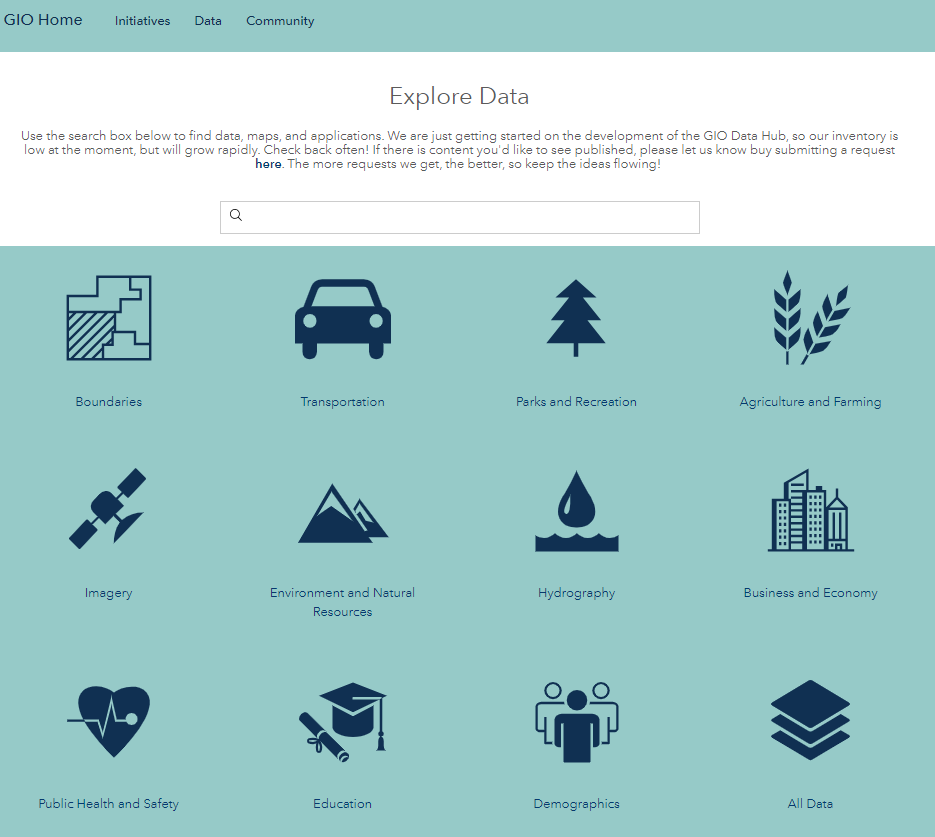 GIO Home Initiatives Data Community
Explore Data
Use the search box below to find data, maps, and applications. We are just getting started on the development of the GIO Data Hub, so our inventory is
low at the moment, but will grow rapidly. Check back often! If there is content you'd like to see published, please let us know buy submitting a request
here. The more requests we get, the better, so keep the ideas flowing!
Boundaries
Transportation
Parks and Recreation
Agriculture and Farming
Imagery
Environment and Natural
Resources
Hydrography
Business and Economy
Public Health and Safety
Education
Demographics
All Data